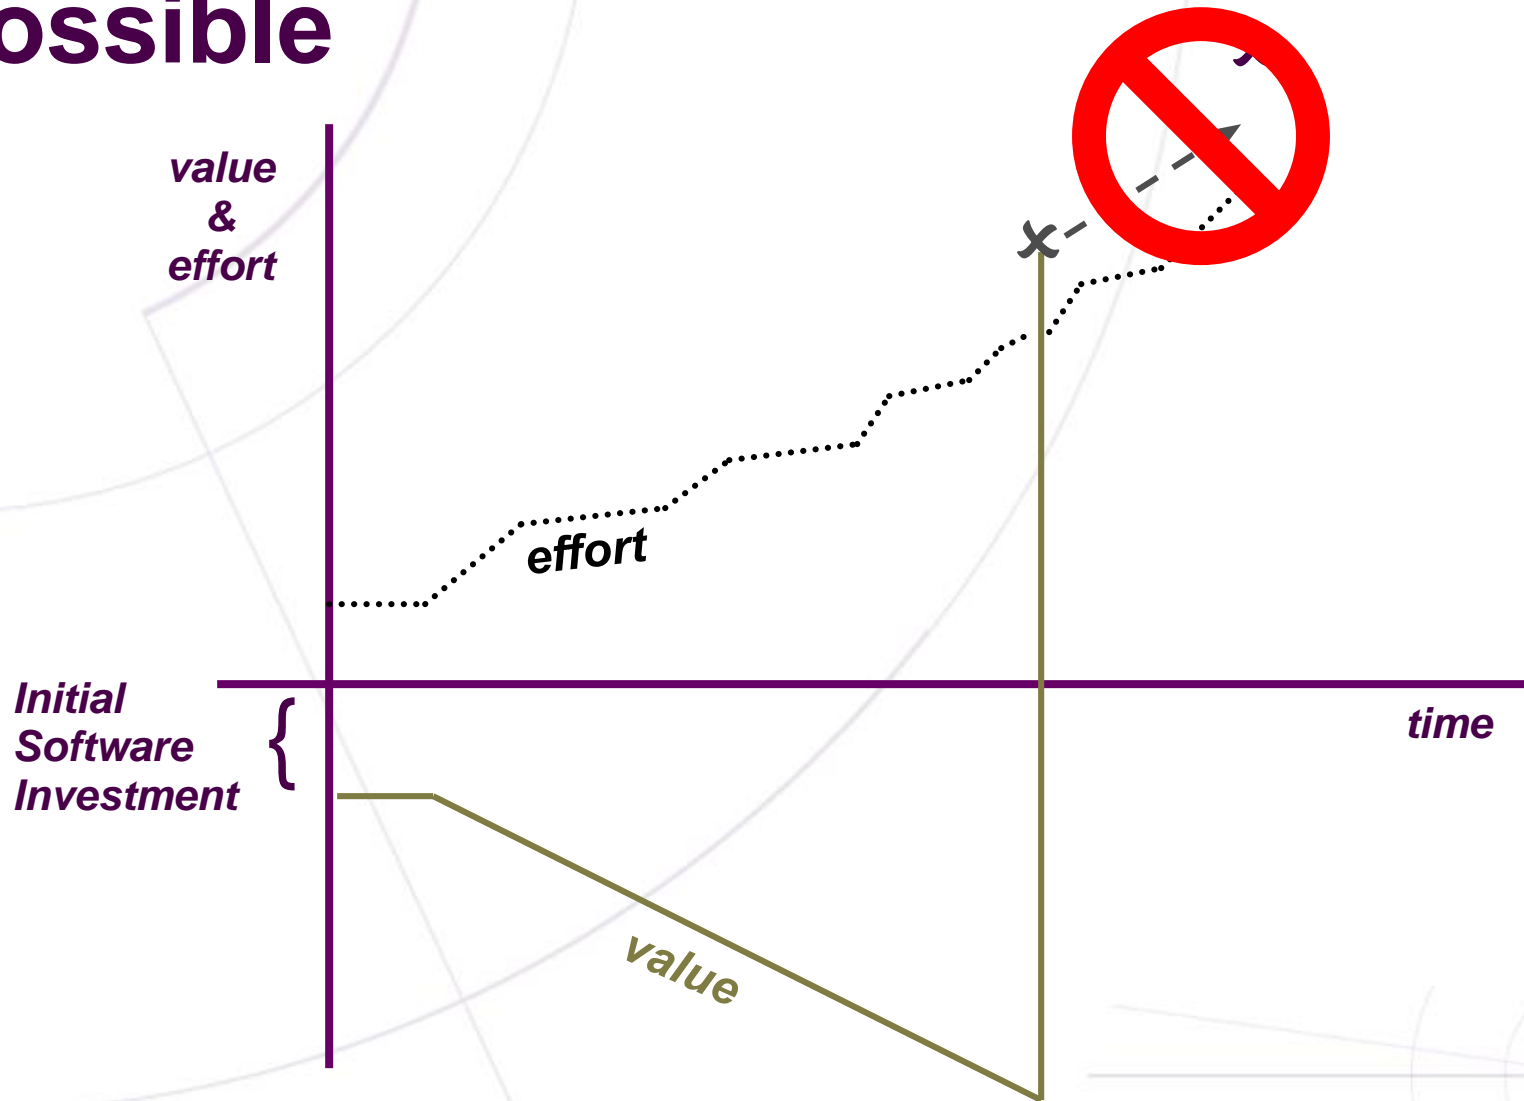 ossible
value
&
effort
effort
Initial
Software
Investment
{
time
value